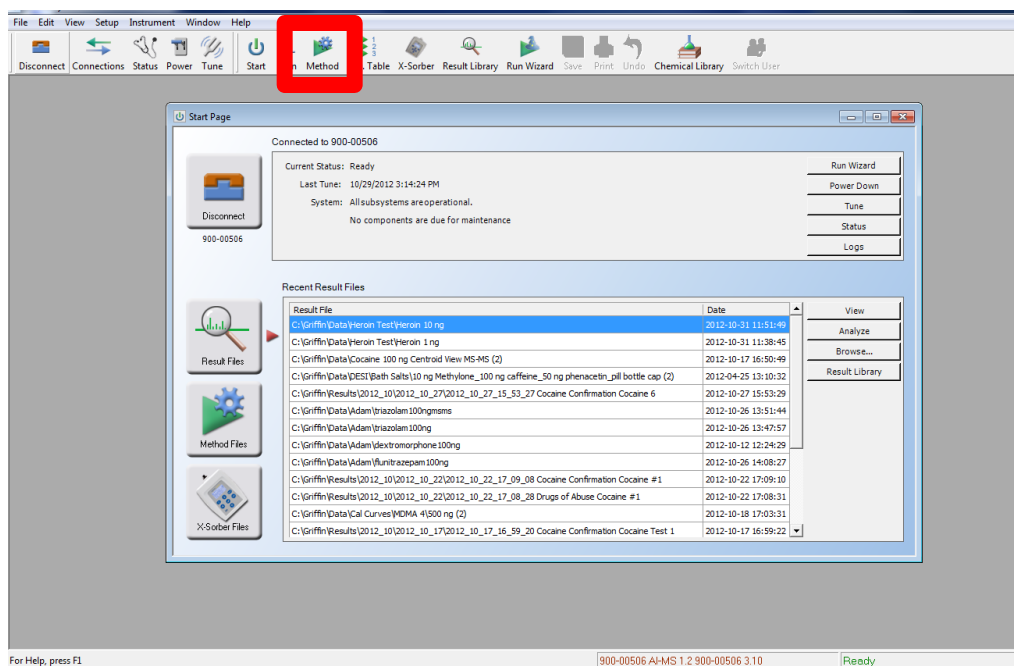 File Edit View Setup Instrument Window Help
Disconnect Connections Status Power Tune Start n Method Table X-Sorber Result Library Run Wizard Save Print Undo Chemical Library Switch User
Start Page
Connected to 900-00506
Current Status: Ready
Last Tune: 10/29/2012 3:14:24 PM
System: All subsystems are operational.
No components are due for maintenance
Disconnect
900-00506
Run Wizard
Power Down
Tune
Status
Logs
Recent Result Files
Result File Date
C:\Griffin\Data\Heroin Test\Heroin 10 ng 2012-10-31 11:51:49
C:\Griffin\Data\Heroin Test\Heroin 1 ng 2012-10-31 11:38:45
C:\Griffin\Data\Cocaine 100 ng Centroid View MS-MS (2) 2012-10-17 16:50:49
C:\Griffin\Data\DESI\Bath Salts\10 ng Methylone_100 ng caffeine_50 ng phenacetin_pill bottle cap (2) 2012-04-25 13:10:32
C:\Griffin\Results\2012_10\2012_10_27\2012_10_27_15_53_27 Cocaine Confirmation Cocaine 6 2012-10-27 15:53:29
C:\Griffin\Data\Adam\triazolam100ngmsms 2012-10-26 13:51:44
C:\Griffin\Data\Adam\triazolam100ng 2012-10-26 13:47:57
C:\Griffin\Data\Adam\dextromorphone100ng 2012-10-12 12:24:29
C:\Griffin\Data\Adam\flunitrazepam100ng 2012-10-26 14:08:27
C:\Griffin\Results\2012_10\2012_10_22\2012_10_22_17_09_08 Cocaine Confirmation Cocaine #1 2012-10-22 17:09:10
C:\Griffin\Results\2012_10\2012_10_22\2012_10_22_17_08_28 Drugs of Abuse Cocaine #1 2012-10-22 17:08:31
C:\Griffin\Data\Cal Curves\MDMA 4\500 ng (2) 2012-10-18 17:03:31
C:\Griffin\Results\2012_10\2012_10_17\2012_10_17_16_59_20 Cocaine Confirmation Cocaine Test 1 2012-10-17 16:59:22
Result Files
Method Files
X-Sorber Files
View
Analyze
Browse...
Result Library
For Help, press F1
900-00506 AI-MS 1.2 900-00506 3.10
Ready